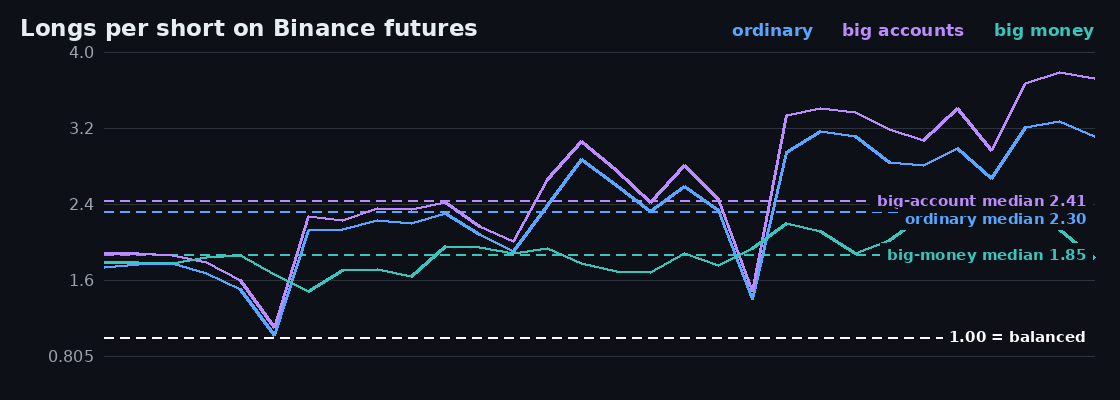 Longs per short on Binance futures
ordinary big accounts big money
4.0
3.2
2.4
big-account median 2.41
ordinary median 2.30
big-money median 1.85
1.6
1.00 = balanced
0.805